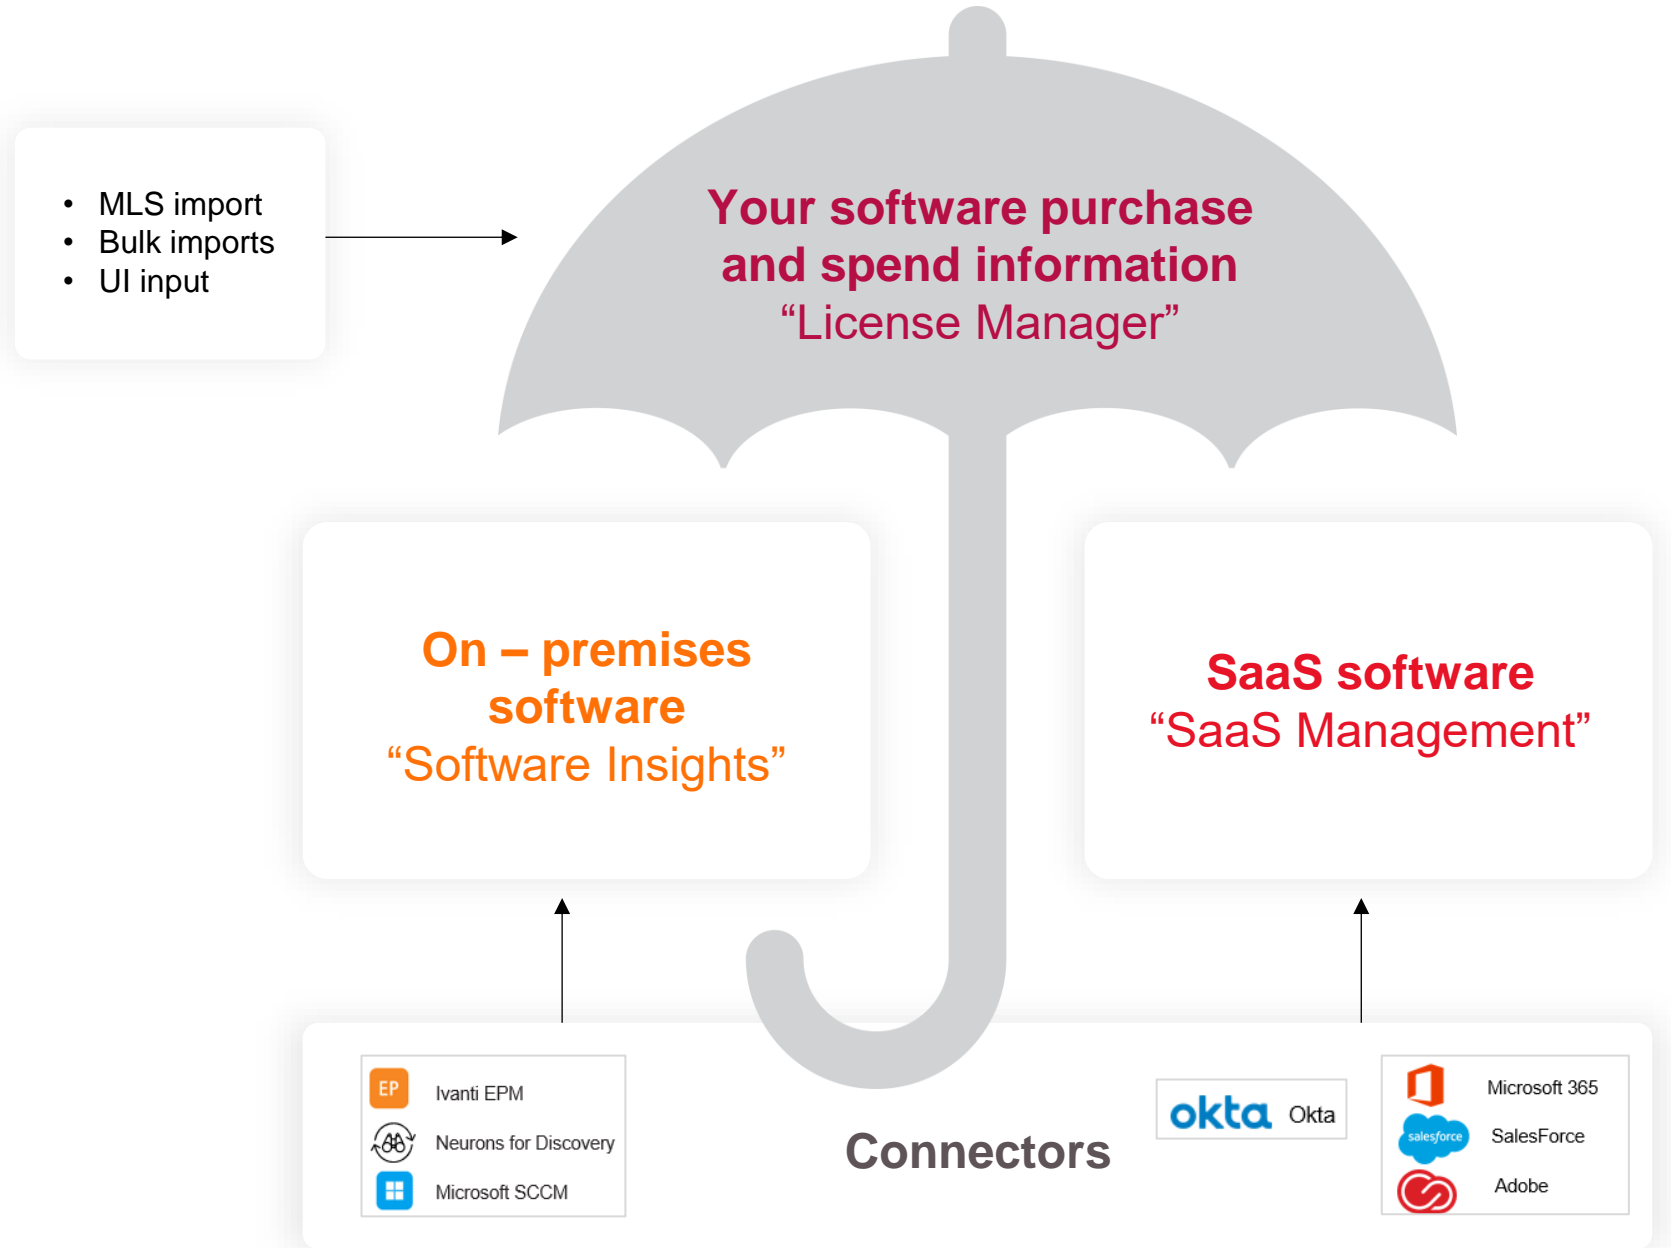 • MLS import
• Bulk imports
• UI input
Your software purchase
and spend information
“License Manager”
On – premises
software
“Software Insights”
SaaS software
“SaaS Management”
EP Ivanti EPM
Neurons for Discovery
Microsoft SCCM
Connectors
okta Okta
Microsoft 365
salesforce SalesForce
Adobe